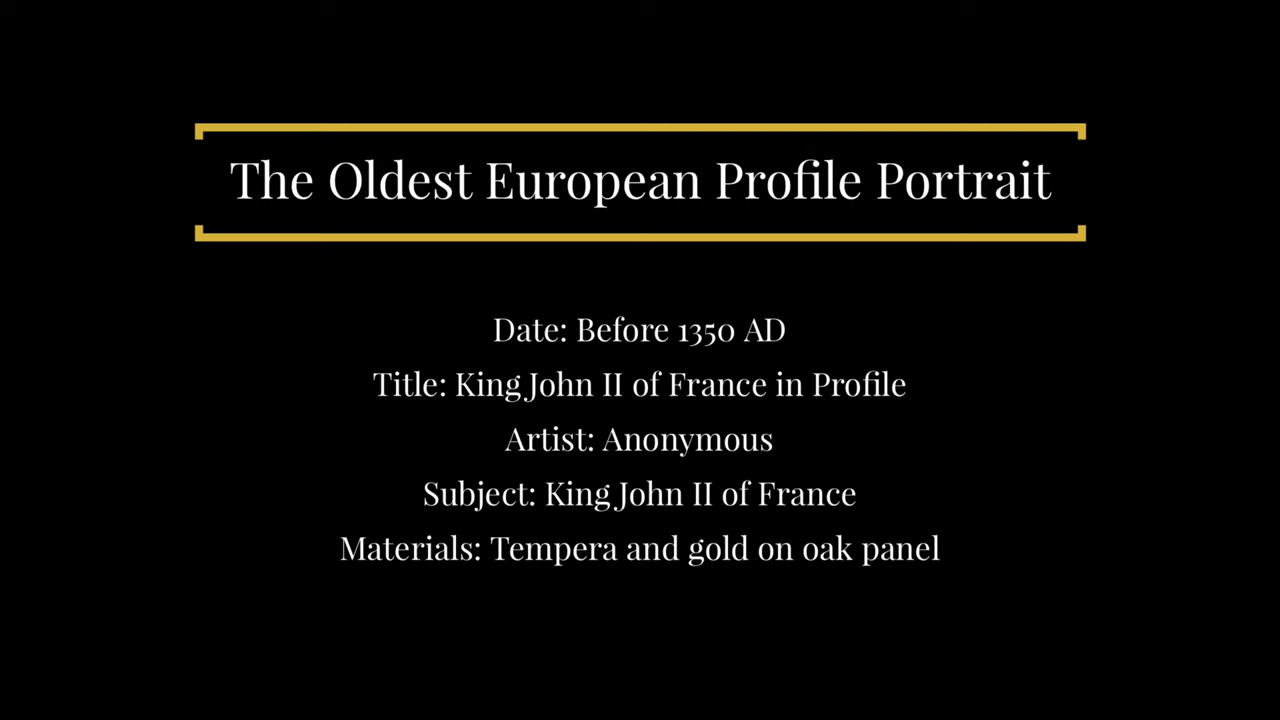 The Oldest European Profile Portrait
Date: Before 1350 AD
Title: King John II of France in Profile
Artist: Anonymous
Subject: King John II of France
Materials: Tempera and gold on oak panel